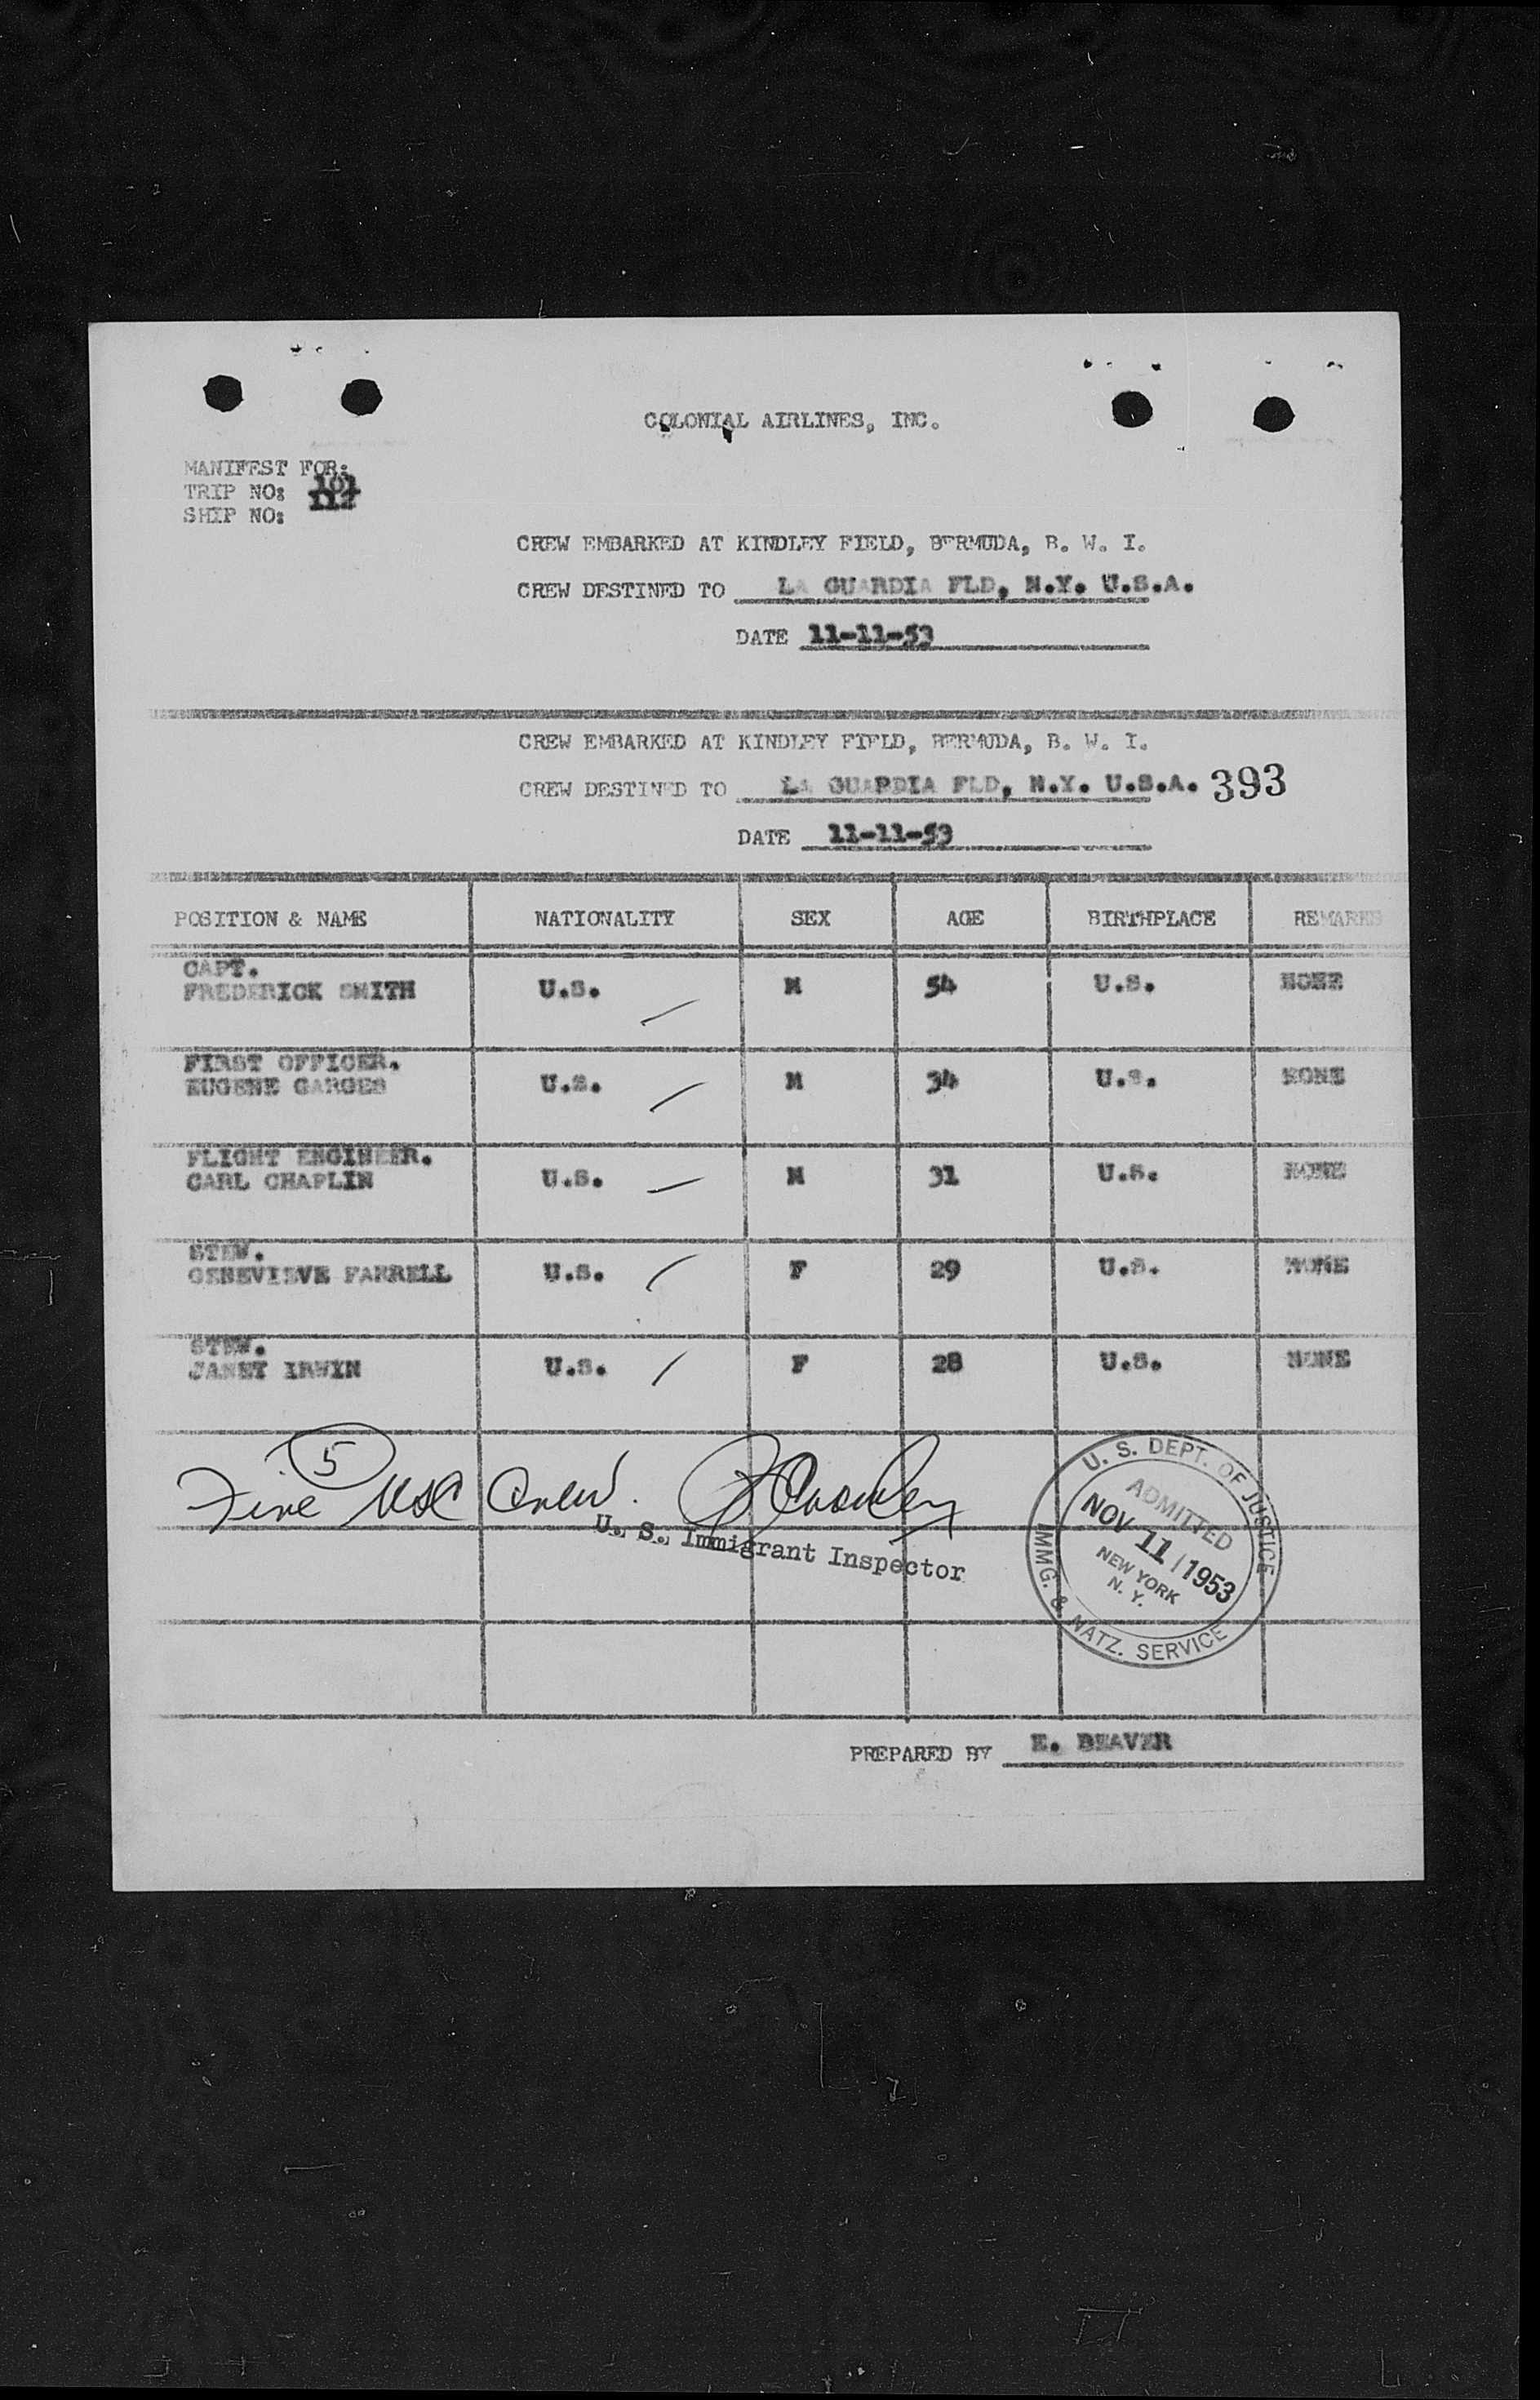 COLONIAL AIRLINES, INC.
MANIFEST FOR:
TRIP NO: 101
SHIP NO: 112
CREW EMBARKED AT KINDLEY FIELD, BERMUDA, B. W. I.
CREW DESTINED TO LA GUARDIA FLD, N.Y. U.S.A.
DATE 11-11-53
CREW EMBARKED AT KINDLEY FIELD, BERMUDA, B. W. I.
CREW DESTINED TO LA GUARDIA FLD, N.Y. U.S.A. 393
DATE 11-11-53
POSITION & NAME NATIONALITY SEX AGE BIRTHPLACE REMARKS
CAPT.
FREDERICK SMITH U.S. M 54 U.S. NONE
FIRST OFFICER.
EUGENE GARGES U.S. M 34 U.S. NONE
FLIGHT ENGINEER.
CARL CHAPLIN U.S. M 31 U.S. NONE
STEW.
GENEVIEVE FARRELL U.S. F 29 U.S. NONE
STEW.
JANET IRWIN U.S. F 28 U.S. NONE
5
Five USC Crew.
U. S. Immigrant Inspector
U. S. DEPT. OF JUSTICE
ADMITTED
NOV 11 1953
NEW YORK
N. Y.
IMMG. & NATZ. SERVICE
PREPARED BY E. BEAVER